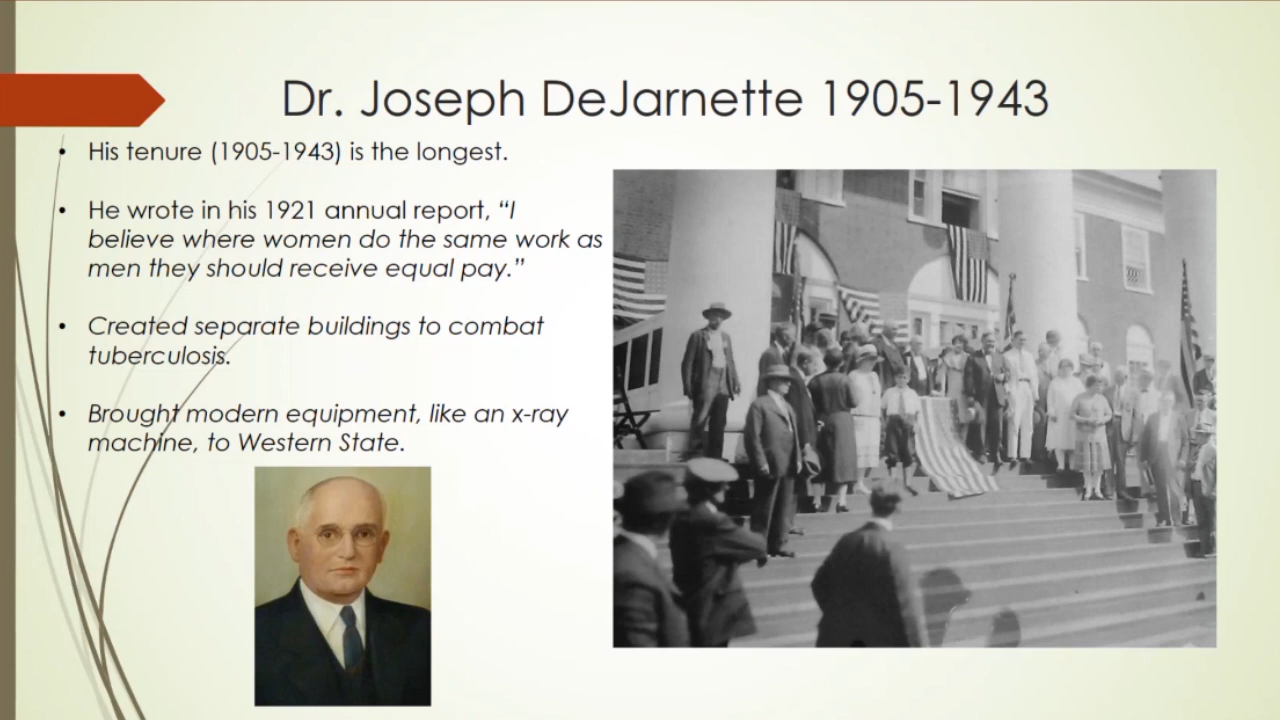 Dr. Joseph DeJarnette 1905-1943
• His tenure (1905-1943) is the longest.
• He wrote in his 1921 annual report, “I
believe where women do the same work as
men they should receive equal pay.”
• Created separate buildings to combat
tuberculosis.
• Brought modern equipment, like an x-ray
machine, to Western State.